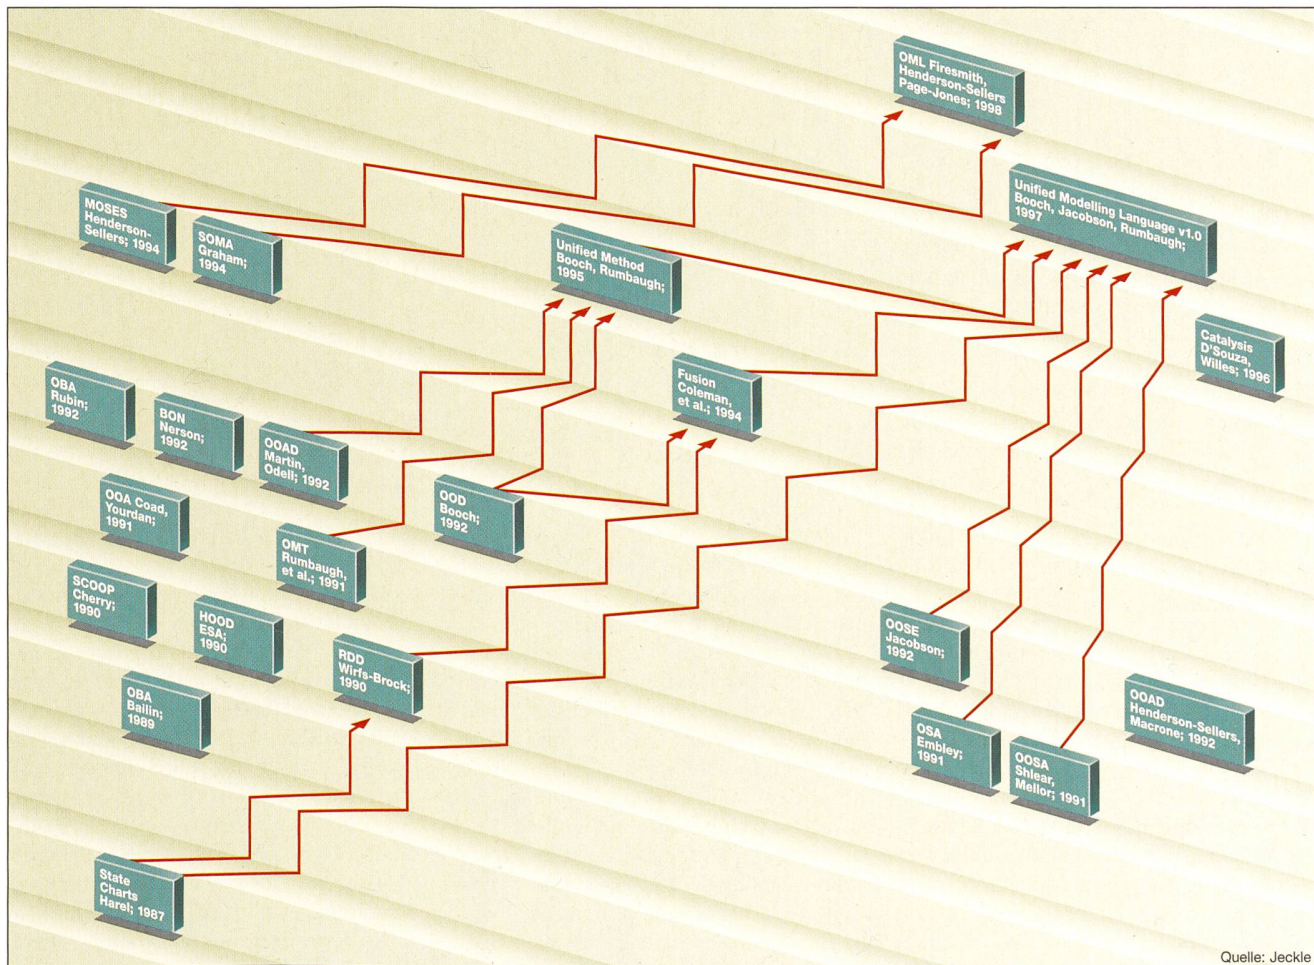 OML Firesmith,
Henderson-Sellers
Page-Jones; 1998
MOSES
Henderson-
Sellers; 1994
SOMA
Graham;
1994
Unified Method
Booch, Rumbaugh;
1995
Unified Modelling Language v1.0
Booch, Jacobson, Rumbaugh;
1997
Catalysis
D'Souza,
Willes; 1996
OBA
Rubin;
1992
BON
Nerson;
1992
OOAD
Martin,
Odell; 1992
Fusion
Coleman,
et al.; 1994
OOA Coad,
Yourdan;
1991
OMT
Rumbaugh,
et al.; 1991
OOD
Booch;
1992
SCOOP
Cherry;
1990
HOOD
ESA;
1990
RDD
Wirfs-Brock;
1990
OOSE
Jacobson;
1992
OBA
Bailin;
1989
OSA
Embley;
1991
OOSA
Shlear,
Mellor; 1991
OOAD
Henderson-Sellers,
Macrone; 1992
State
Charts
Harel; 1987
Quelle: Jeckle